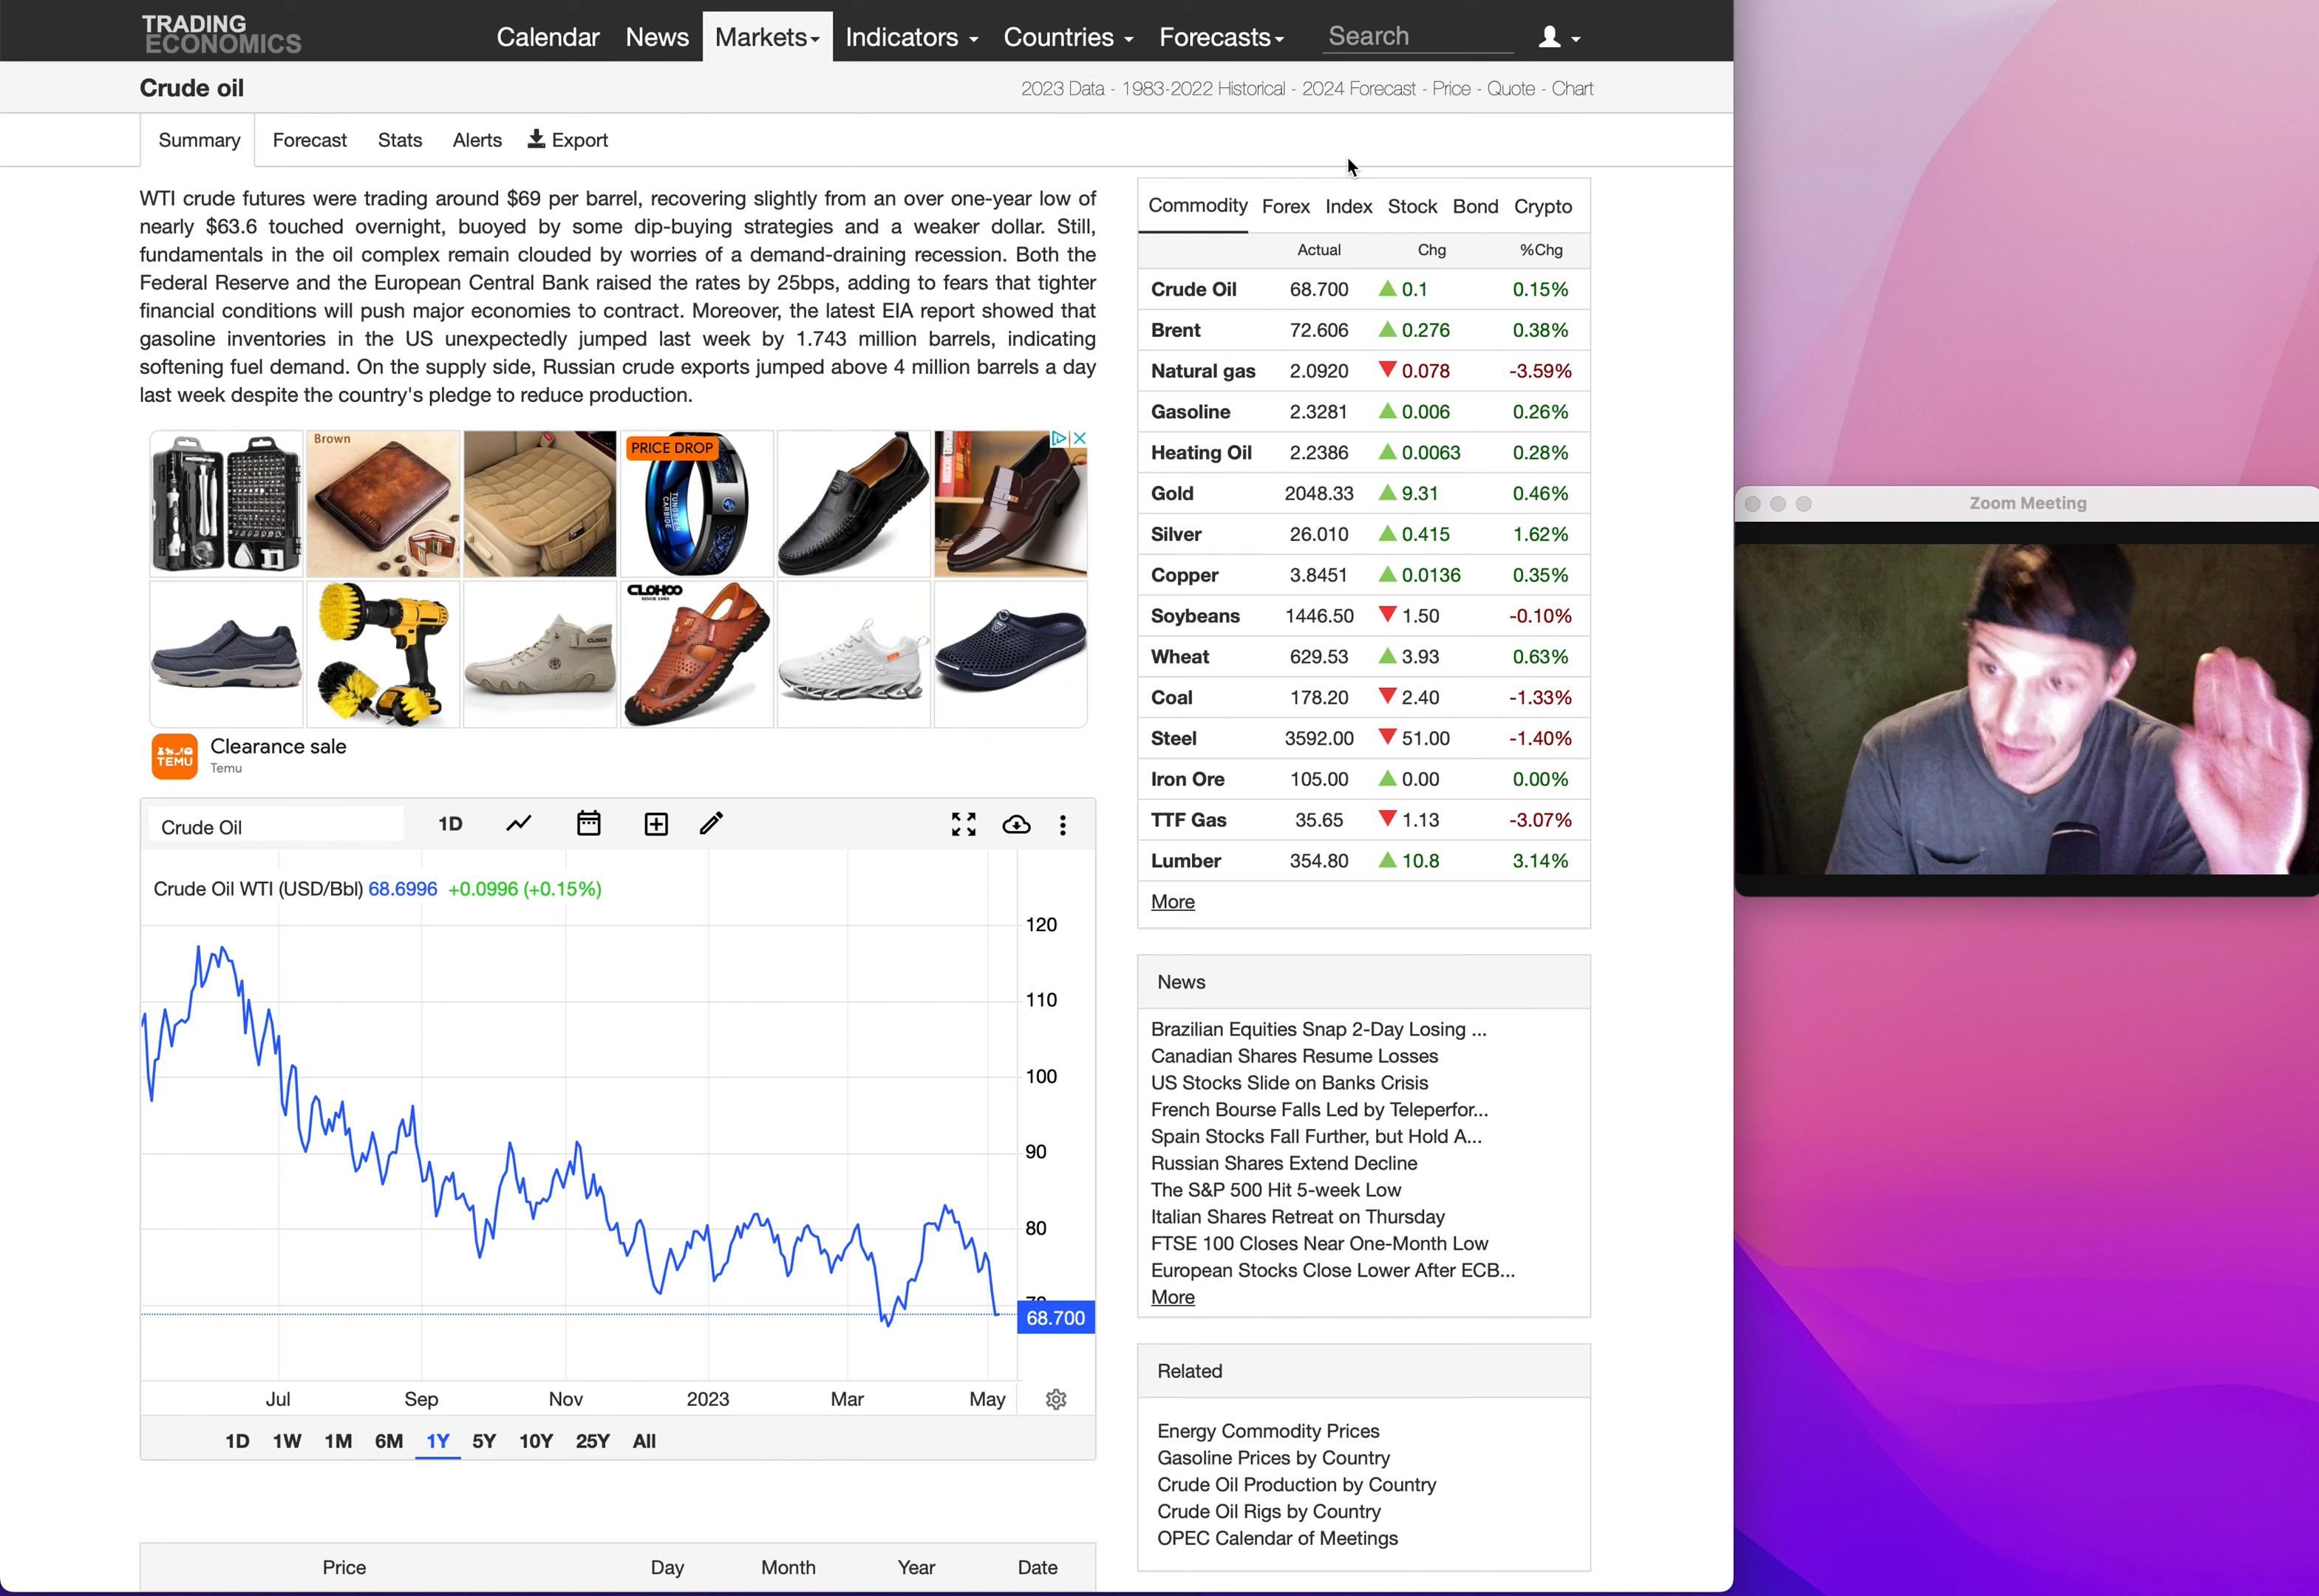 TRADING
ECONOMICS
Calendar News Markets Indicators Countries Forecasts Search
Crude oil
2023 Data - 1983-2022 Historical - 2024 Forecast - Price - Quote - Chart
Summary Forecast Stats Alerts Export
WTI crude futures were trading around $69 per barrel, recovering slightly from an over one-year low of
nearly $63.6 touched overnight, buoyed by some dip-buying strategies and a weaker dollar. Still,
fundamentals in the oil complex remain clouded by worries of a demand-draining recession. Both the
Federal Reserve and the European Central Bank raised the rates by 25bps, adding to fears that tighter
financial conditions will push major economies to contract. Moreover, the latest EIA report showed that
gasoline inventories in the US unexpectedly jumped last week by 1.743 million barrels, indicating
softening fuel demand. On the supply side, Russian crude exports jumped above 4 million barrels a day
last week despite the country's pledge to reduce production.
Brown
PRICE DROP
TUNGSTEN
CARBIDE
CLOHOO
SINCE 1993
TEMU
Clearance sale
Temu
Crude Oil 1D
Crude Oil WTI (USD/Bbl) 68.6996 +0.0996 (+0.15%)
120
110
100
90
80
70
68.700
Jul Sep Nov 2023 Mar May
1D 1W 1M 6M 1Y 5Y 10Y 25Y All
Price Day Month Year Date
Commodity Forex Index Stock Bond Crypto
Actual Chg %Chg
Crude Oil 68.700 0.1 0.15%
Brent 72.606 0.276 0.38%
Natural gas 2.0920 0.078 -3.59%
Gasoline 2.3281 0.006 0.26%
Heating Oil 2.2386 0.0063 0.28%
Gold 2048.33 9.31 0.46%
Silver 26.010 0.415 1.62%
Copper 3.8451 0.0136 0.35%
Soybeans 1446.50 1.50 -0.10%
Wheat 629.53 3.93 0.63%
Coal 178.20 2.40 -1.33%
Steel 3592.00 51.00 -1.40%
Iron Ore 105.00 0.00 0.00%
TTF Gas 35.65 1.13 -3.07%
Lumber 354.80 10.8 3.14%
More
News
Brazilian Equities Snap 2-Day Losing ...
Canadian Shares Resume Losses
US Stocks Slide on Banks Crisis
French Bourse Falls Led by Teleperfor...
Spain Stocks Fall Further, but Hold A...
Russian Shares Extend Decline
The S&P 500 Hit 5-week Low
Italian Shares Retreat on Thursday
FTSE 100 Closes Near One-Month Low
European Stocks Close Lower After ECB...
More
Related
Energy Commodity Prices
Gasoline Prices by Country
Crude Oil Production by Country
Crude Oil Rigs by Country
OPEC Calendar of Meetings
Zoom Meeting